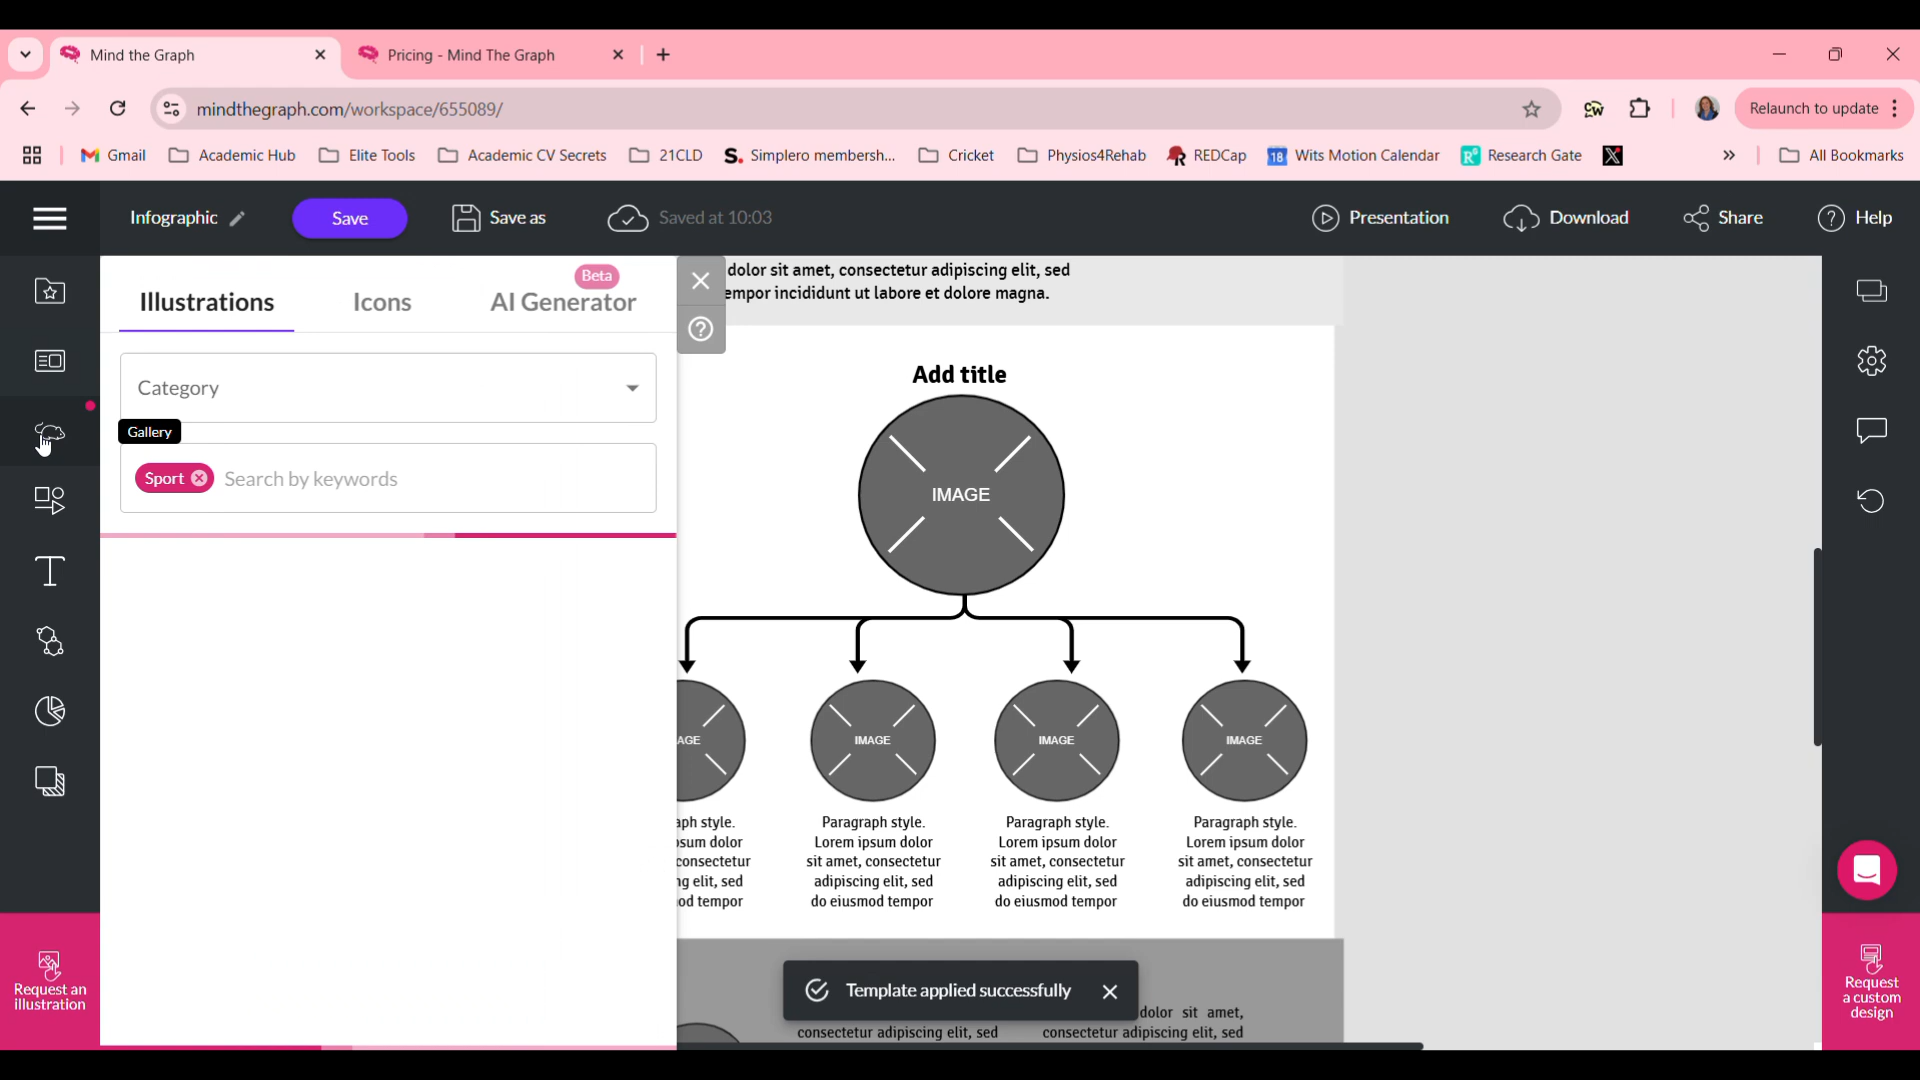 Mind the Graph
Pricing - Mind The Graph
mindthegraph.com/workspace/655089/
CW
Relaunch to update
Gmail
Academic Hub
Elite Tools
Academic CV Secrets
21CLD
S.
Simplero membersh...
Cricket
Physios4Rehab
REDCap
18
Wits Motion Calendar
Research Gate
All Bookmarks
Infographic
Save
Save as
Saved at 10:03
Presentation
Download
Share
Help
Beta
Illustrations
Icons
AI Generator
dolor sit amet, consectetur adipiscing elit, sed
empor incididunt ut labore et dolore magna.
Category
Gallery
Sport
Search by keywords
Add title
IMAGE
AGE
IMAGE
IMAGE
IMAGE
aph style.
psum dolor
consectetur
ng elit, sed
od tempor
Paragraph style.
Lorem ipsum dolor
sit amet, consectetur
adipiscing elit, sed
do eiusmod tempor
Paragraph style.
Lorem ipsum dolor
sit amet, consectetur
adipiscing elit, sed
do eiusmod tempor
Paragraph style.
Lorem ipsum dolor
sit amet, consectetur
adipiscing elit, sed
do eiusmod tempor
Template applied successfully
dolor sit amet,
consectetur adipiscing elit, sed
consectetur adipiscing elit, sed
Request an
illustration
Request
a custom
design